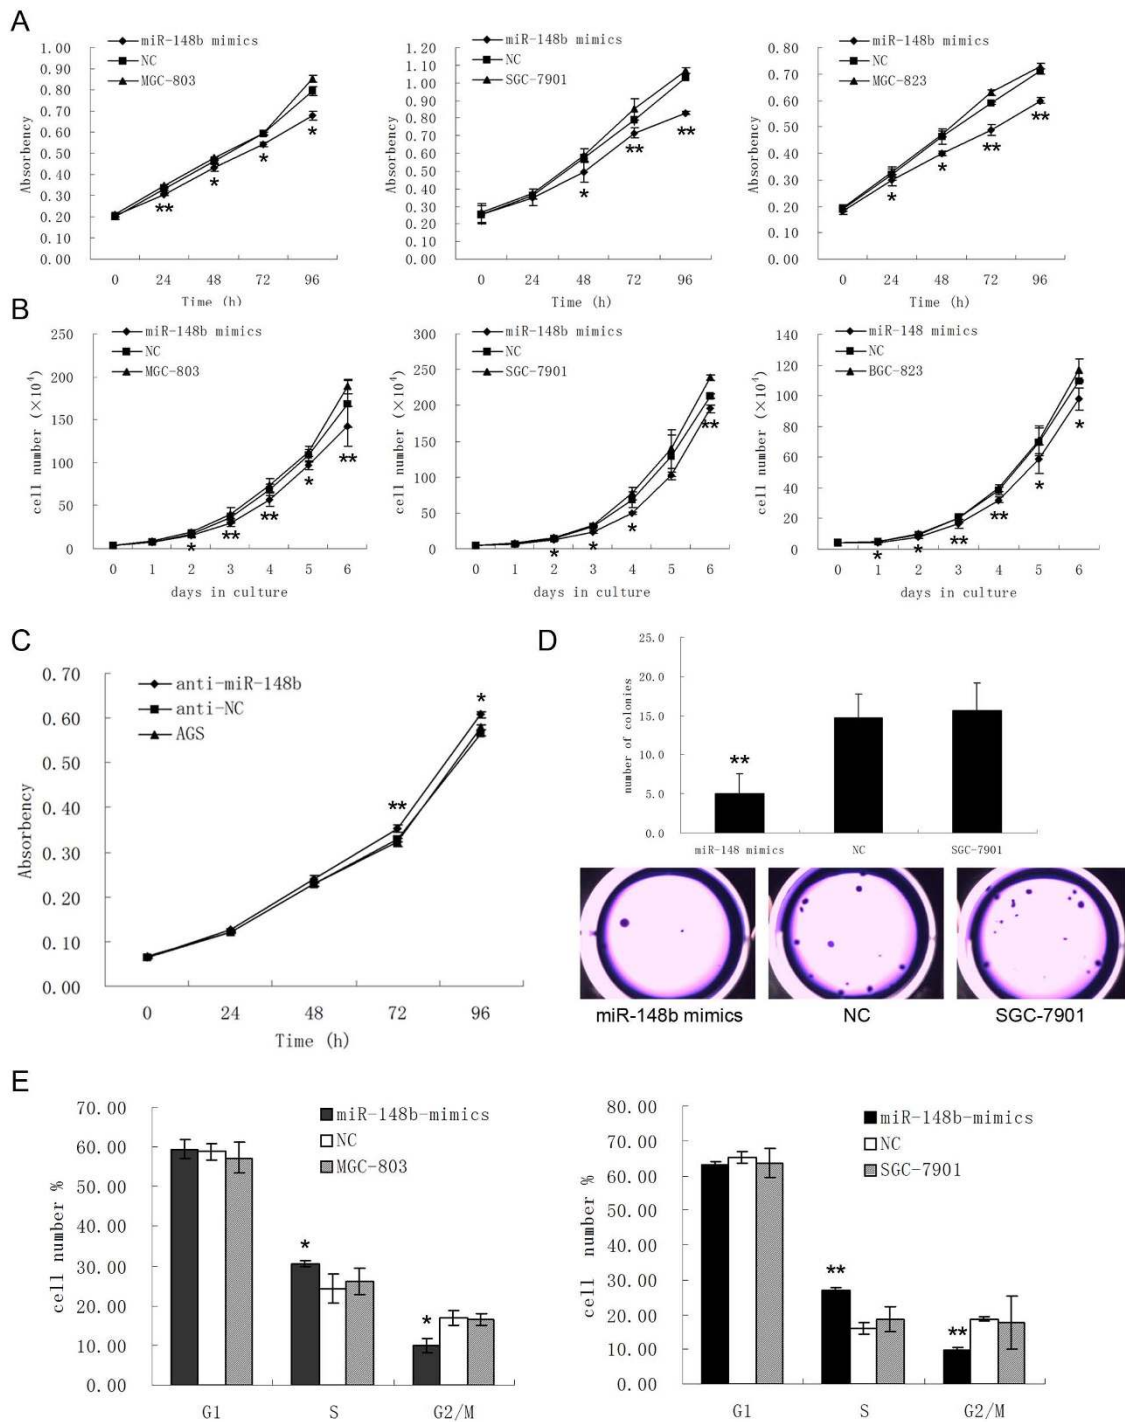 A
miR-148b mimics
NC
MGC-803
1.00
0.90
0.80
0.70
0.60
0.50
0.40
0.30
0.20
0.10
0.00
Absorbency
**
*
*
*
0 24 48 72 96
Time (h)
miR-148b mimics
NC
SGC-7901
1.20
1.10
1.00
0.90
0.80
0.70
0.60
0.50
0.40
0.30
0.20
0.10
0.00
Absorbency
*
**
**
0 24 48 72 96
Time (h)
miR-148b mimics
NC
MGC-823
0.80
0.70
0.60
0.50
0.40
0.30
0.20
0.10
0.00
Absorbency
*
*
**
**
0 24 48 72 96
Time (h)
B
miR-148b mimics
NC
MGC-803
250
200
150
100
50
0
cell number (×10⁴)
*
**
**
*
**
0 1 2 3 4 5 6
days in culture
miR-148b mimics
NC
SGC-7901
300
250
200
150
100
50
0
cell number (×10⁴)
*
*
*
**
0 1 2 3 4 5 6
days in culture
miR-148 mimics
NC
BGC-823
140
120
100
80
60
40
20
0
cell number (×10⁴)
*
*
**
**
*
*
0 1 2 3 4 5 6
days in culture
C
anti-miR-148b
anti-NC
AGS
0.70
0.60
0.50
0.40
0.30
0.20
0.10
0.00
Absorbency
**
*
0 24 48 72 96
Time (h)
D
25.0
20.0
15.0
10.0
5.0
0.0
number of colonies
**
miR-148 mimics NC SGC-7901
miR-148b mimics NC SGC-7901
E
miR-148b-mimics
NC
MGC-803
70.00
60.00
50.00
40.00
30.00
20.00
10.00
0.00
cell number %
*
*
G1 S G2/M
miR-148b-mimics
NC
SGC-7901
80.00
70.00
60.00
50.00
40.00
30.00
20.00
10.00
0.00
cell number %
**
**
G1 S G2/M